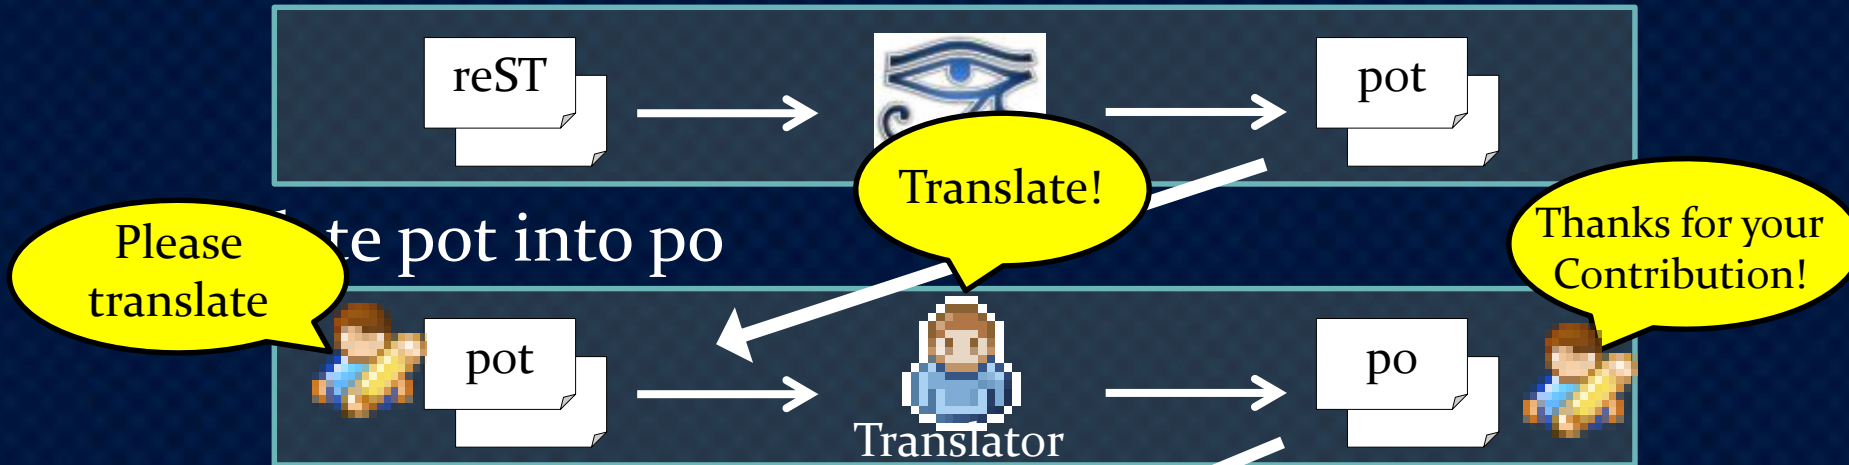 reST
pot
Translate!
Please
translate
te pot into po
Thanks for your
Contribution!
pot
po
Translator